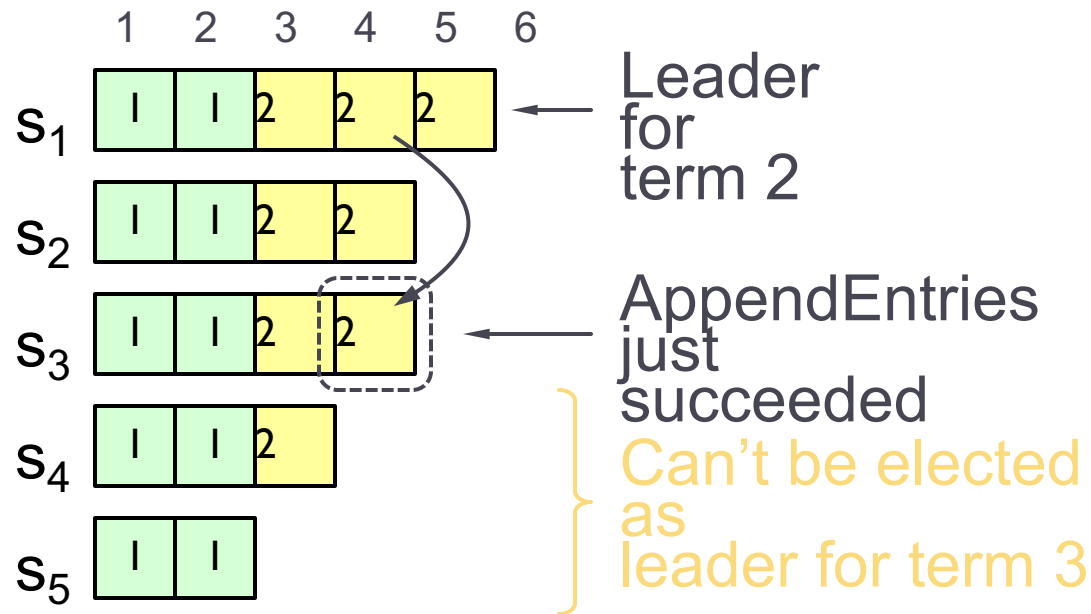 1 2 3 4 5 6
s1 1 1 2 2 2
Leader
for
term 2
s2 1 1 2 2
s3 1 1 2 2
AppendEntries
just
succeeded
s4 1 1 2
Can't be elected
as
leader for term 3
s5 1 1